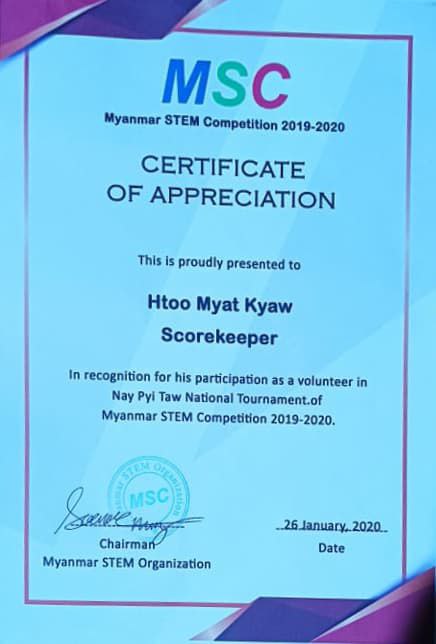 MSC
Myanmar STEM Competition 2019-2020
CERTIFICATE
OF APPRECIATION
This is proudly presented to
Htoo Myat Kyaw
Scorekeeper
In recognition for his participation as a volunteer in
Nay Pyi Taw National Tournament.of
Myanmar STEM Competition 2019-2020.
Myanmar STEM Organization
MSC
26 January, 2020
Chairman
Date
Myanmar STEM Organization